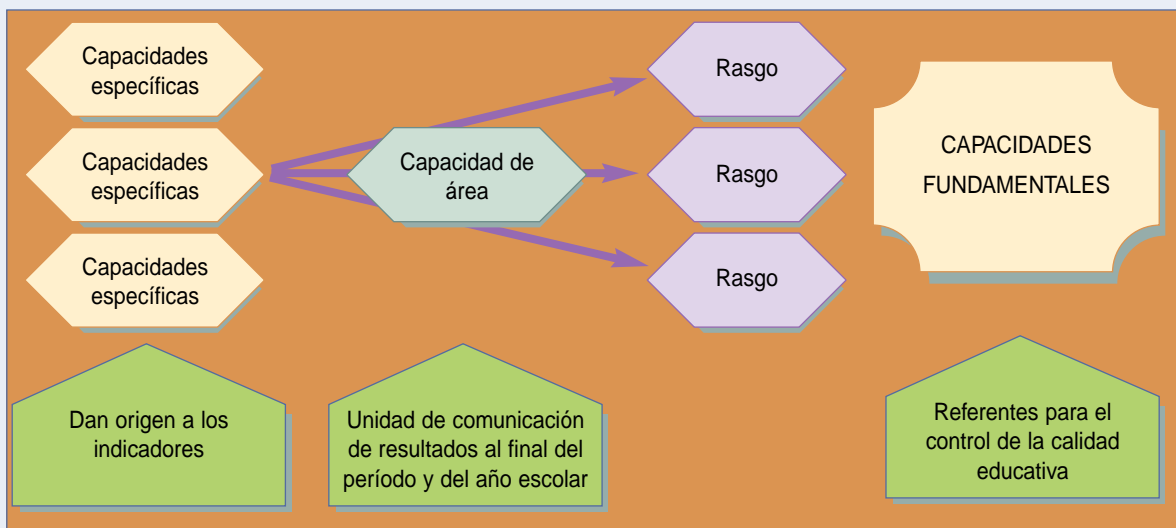 Capacidades
específicas
Capacidades
específicas
Capacidades
específicas
Capacidad de
área
Rasgo
Rasgo
Rasgo
CAPACIDADES
FUNDAMENTALES
Dan origen a los
indicadores
Unidad de comunicación
de resultados al final del
período y del año escolar
Referentes para el
control de la calidad
educativa